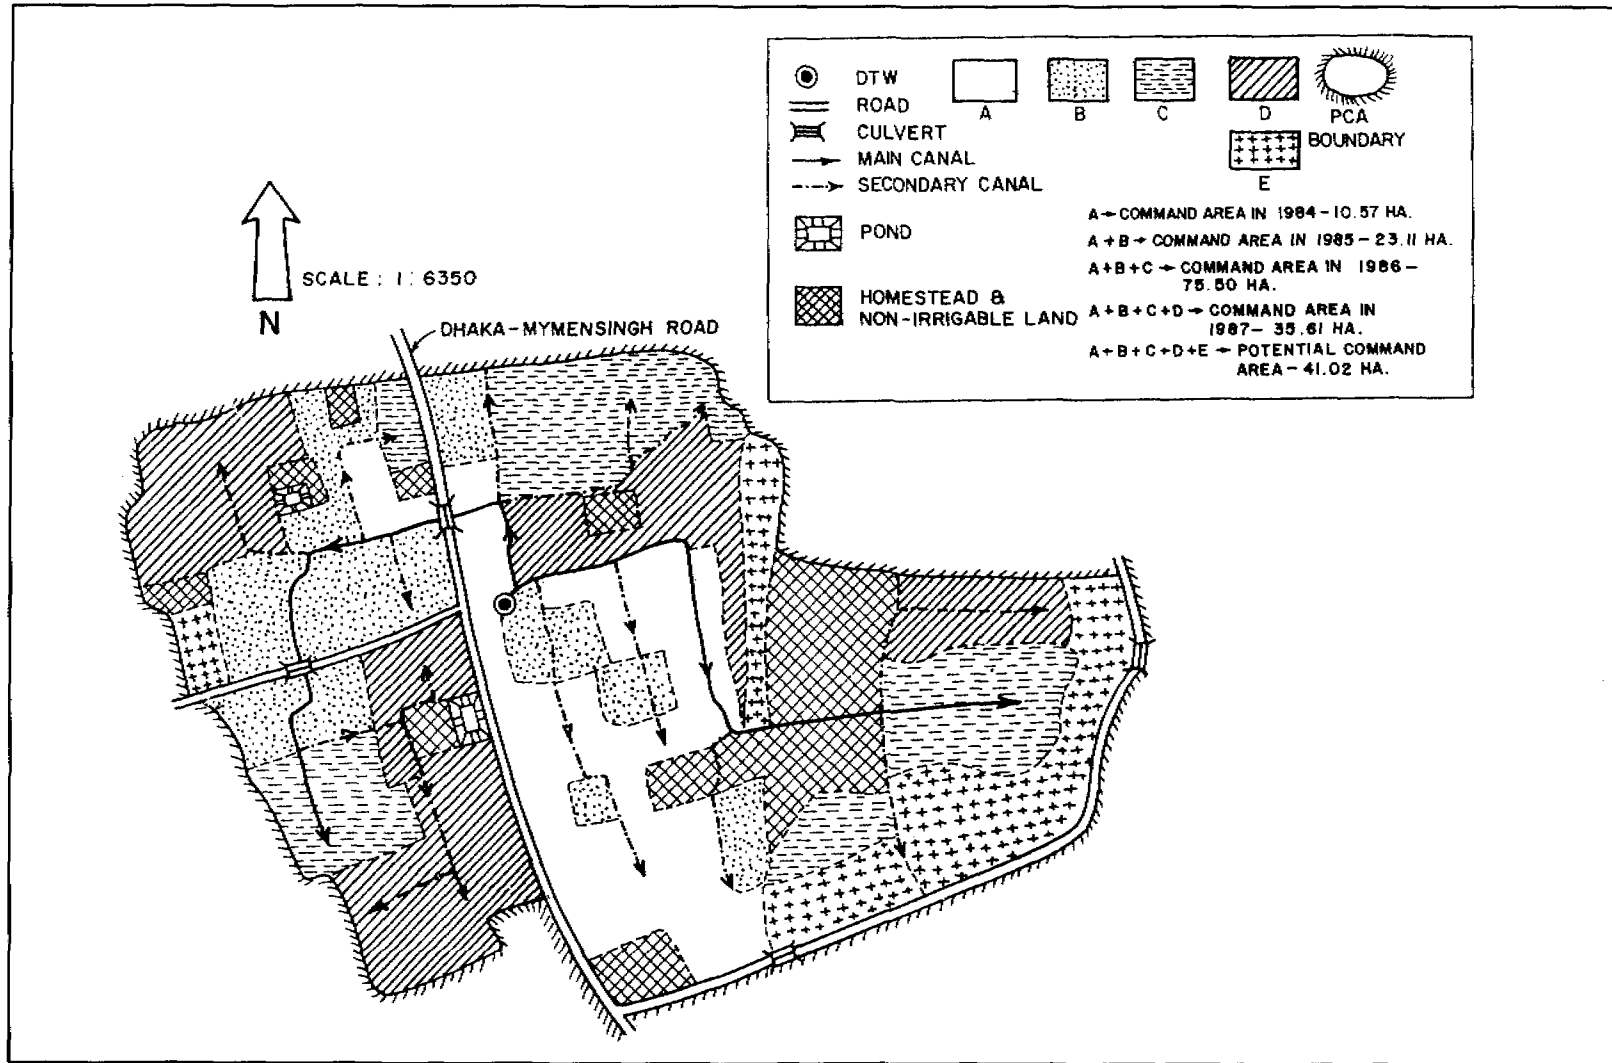 DTW
ROAD
CULVERT
MAIN CANAL
SECONDARY CANAL
POND
HOMESTEAD &
NON-IRRIGABLE LAND
A
B
C
D
PCA
BOUNDARY
E
A → COMMAND AREA IN 1984 - 10.57 HA.
A + B → COMMAND AREA IN 1985 - 23.11 HA.
A + B + C → COMMAND AREA IN 1986 -
75.50 HA.
A + B + C + D → COMMAND AREA IN
1987 - 35.61 HA.
A + B + C + D + E → POTENTIAL COMMAND
AREA - 41.02 HA.
SCALE : 1 : 6350
N
DHAKA-MYMENSINGH ROAD